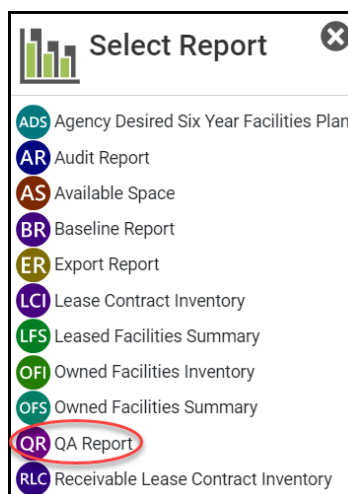 Select Report
ADS Agency Desired Six Year Facilities Plan
AR Audit Report
AS Available Space
BR Baseline Report
ER Export Report
LCI Lease Contract Inventory
LFS Leased Facilities Summary
OFI Owned Facilities Inventory
OFS Owned Facilities Summary
QR QA Report
RLC Receivable Lease Contract Inventory